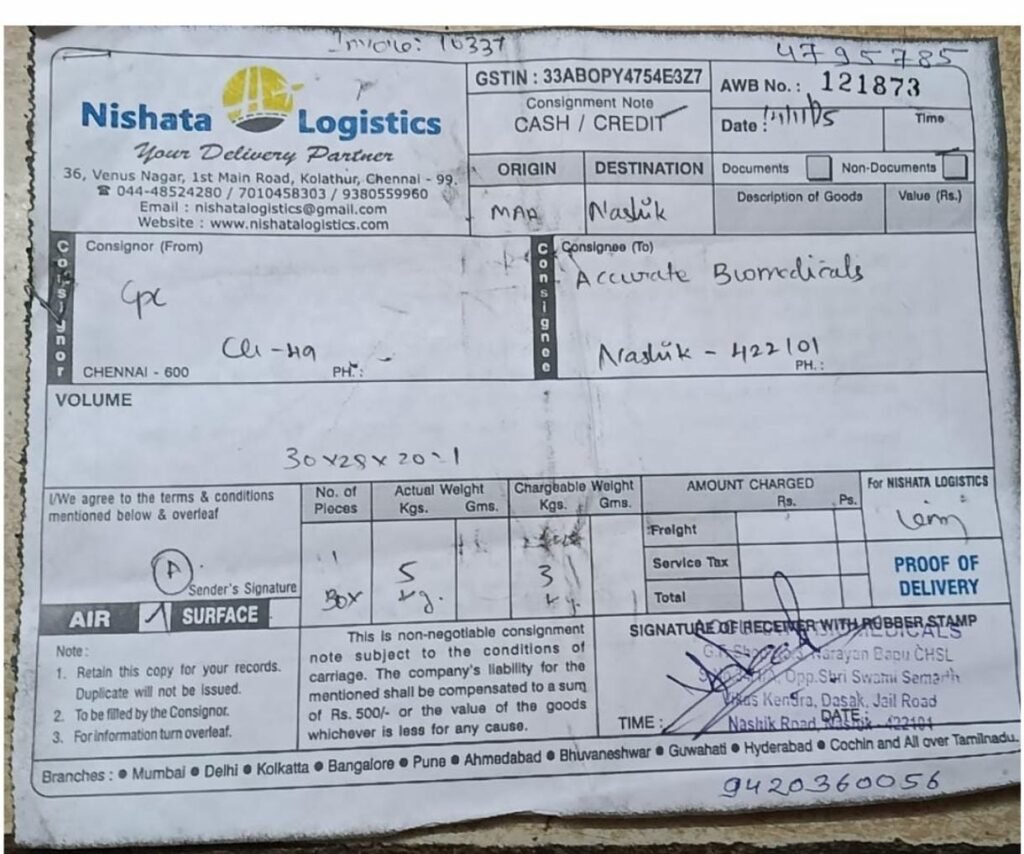 Invoice: 10337
4795785
Nishata Logistics
Your Delivery Partner
36, Venus Nagar, 1st Main Road, Kolathur, Chennai - 99.
☎ 044-48524280 / 7010458303 / 9380559960
Email : nishatalogistics@gmail.com
Website : www.nishatalogistics.com
GSTIN : 33ABOPY4754E3Z7
Consignment Note
CASH / CREDIT
AWB No. : 121873
Date :
Time
ORIGIN
DESTINATION
MAA
Nashik
Documents
Non-Documents
Description of Goods
Value (Rs.)
Consignor
Consignor (From)
CPC
CHENNAI - 600
PH. :
Consignee
Consignee (To)
Accurate Biomedicals
Nashik - 422101
PH. :
VOLUME
30x28x20-1
I/We agree to the terms & conditions
mentioned below & overleaf
Sender's Signature
AIR
SURFACE
No. of
Pieces
1
Box
Actual Weight
Kgs. Gms.
5
kg.
Chargeable Weight
Kgs. Gms.
3
kg.
AMOUNT CHARGED
Rs. Ps.
Freight
Service Tax
Total
For NISHATA LOGISTICS
PROOF OF
DELIVERY
Note :
1. Retain this copy for your records.
Duplicate will not be issued.
2. To be filled by the Consignor.
3. For information turn overleaf.
This is non-negotiable consignment
note subject to the conditions of
carriage. The company's liability for the
mentioned shall be compensated to a sum
of Rs. 500/- or the value of the goods
whichever is less for any cause.
SIGNATURE OF RECEIVER WITH RUBBER STAMP
Narayan Bapu CHSL
Opp.Shri Swami Samarth
Kendra, Dasak, Jail Road
Nashik Road, Nashik - 422101
TIME :
DATE
Branches : ● Mumbai ● Delhi ● Kolkatta ● Bangalore ● Pune ● Ahmedabad ● Bhuvaneshwar ● Guwahati ● Hyderabad ● Cochin and All over Tamilnadu.
9420360056